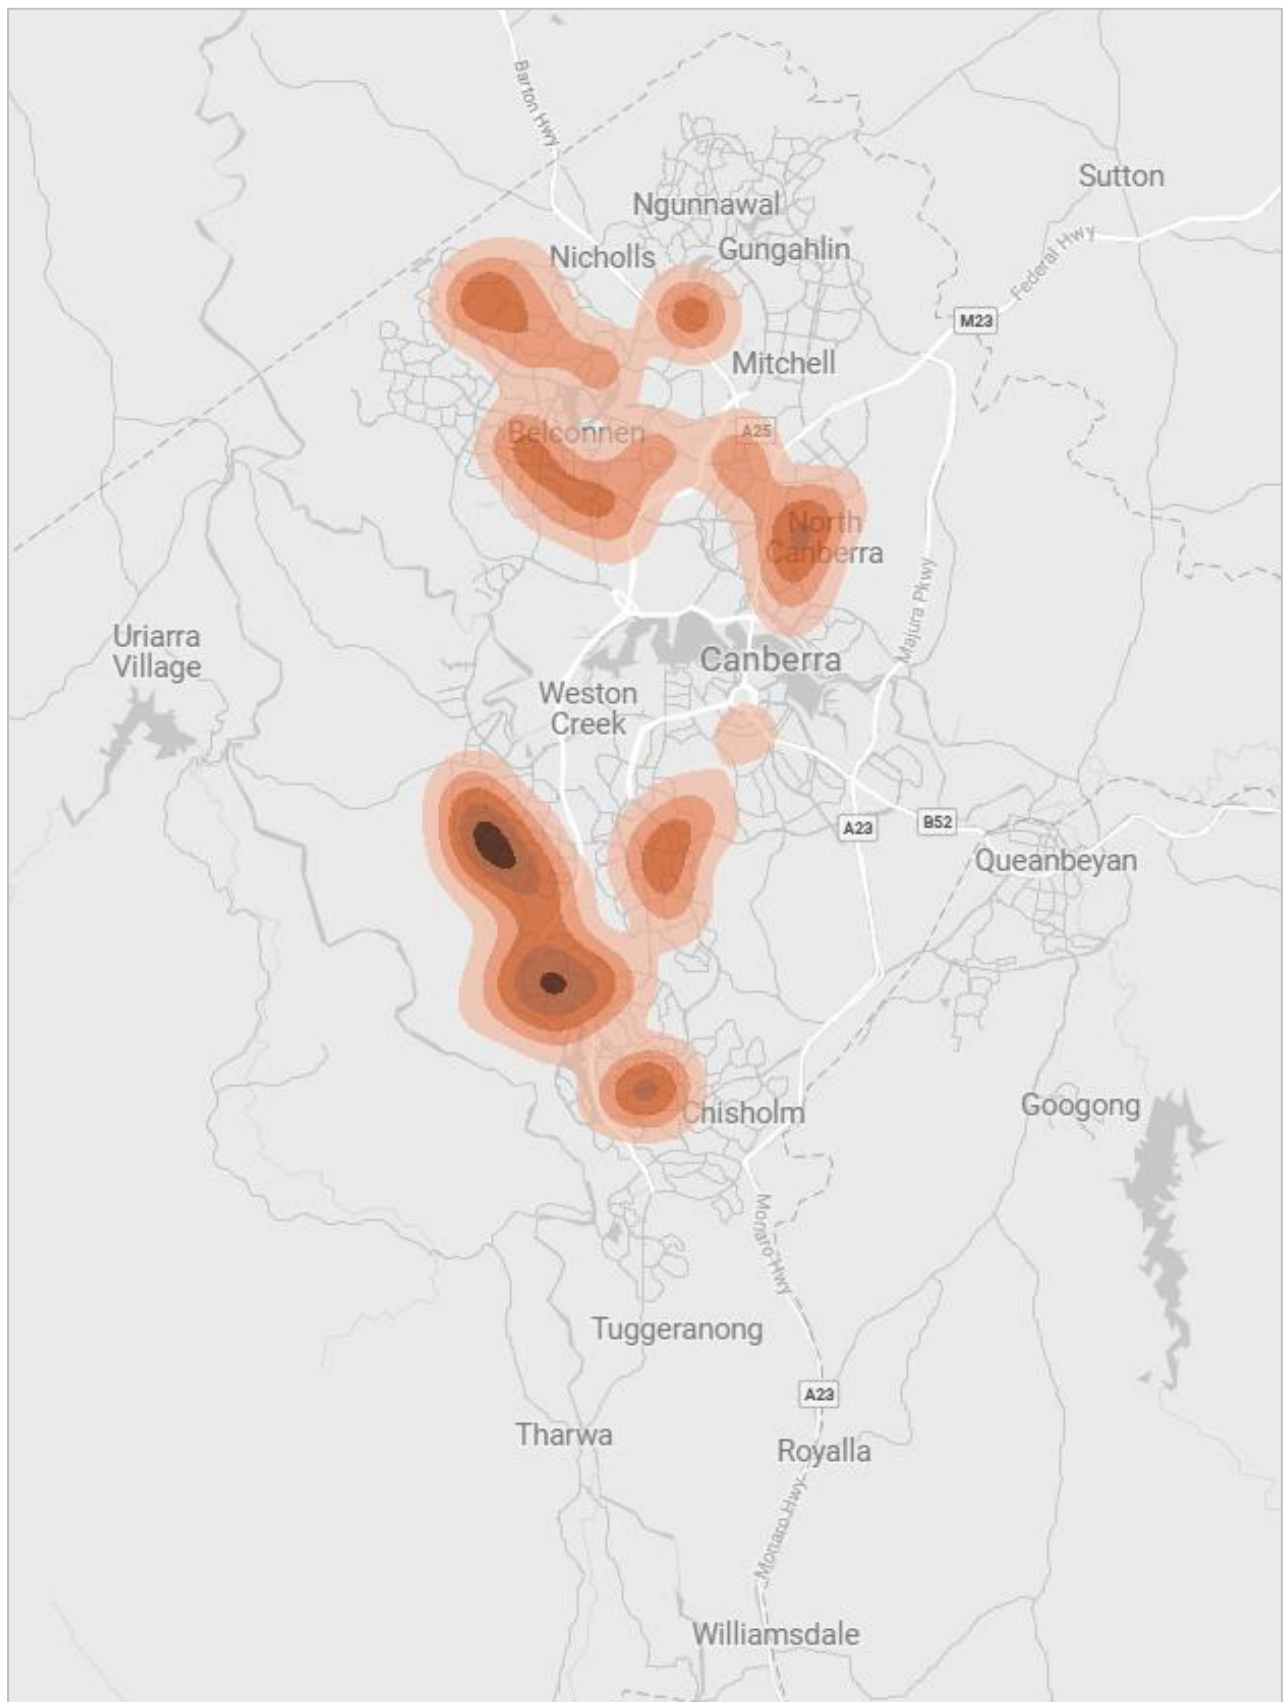 Barton Hwy
Sutton
Ngunnawal
Nicholls
Gungahlin
Federal Hwy
M23
Mitchell
Belconnen
A25
North
Canberra
Majura Pkwy
Uriarra
Village
Canberra
Weston
Creek
A23
B52
Queanbeyan
Googong
Chisholm
Monaro Hwy
Tuggeranong
A23
Tharwa
Royalla
Monaro Hwy
Williamsdale